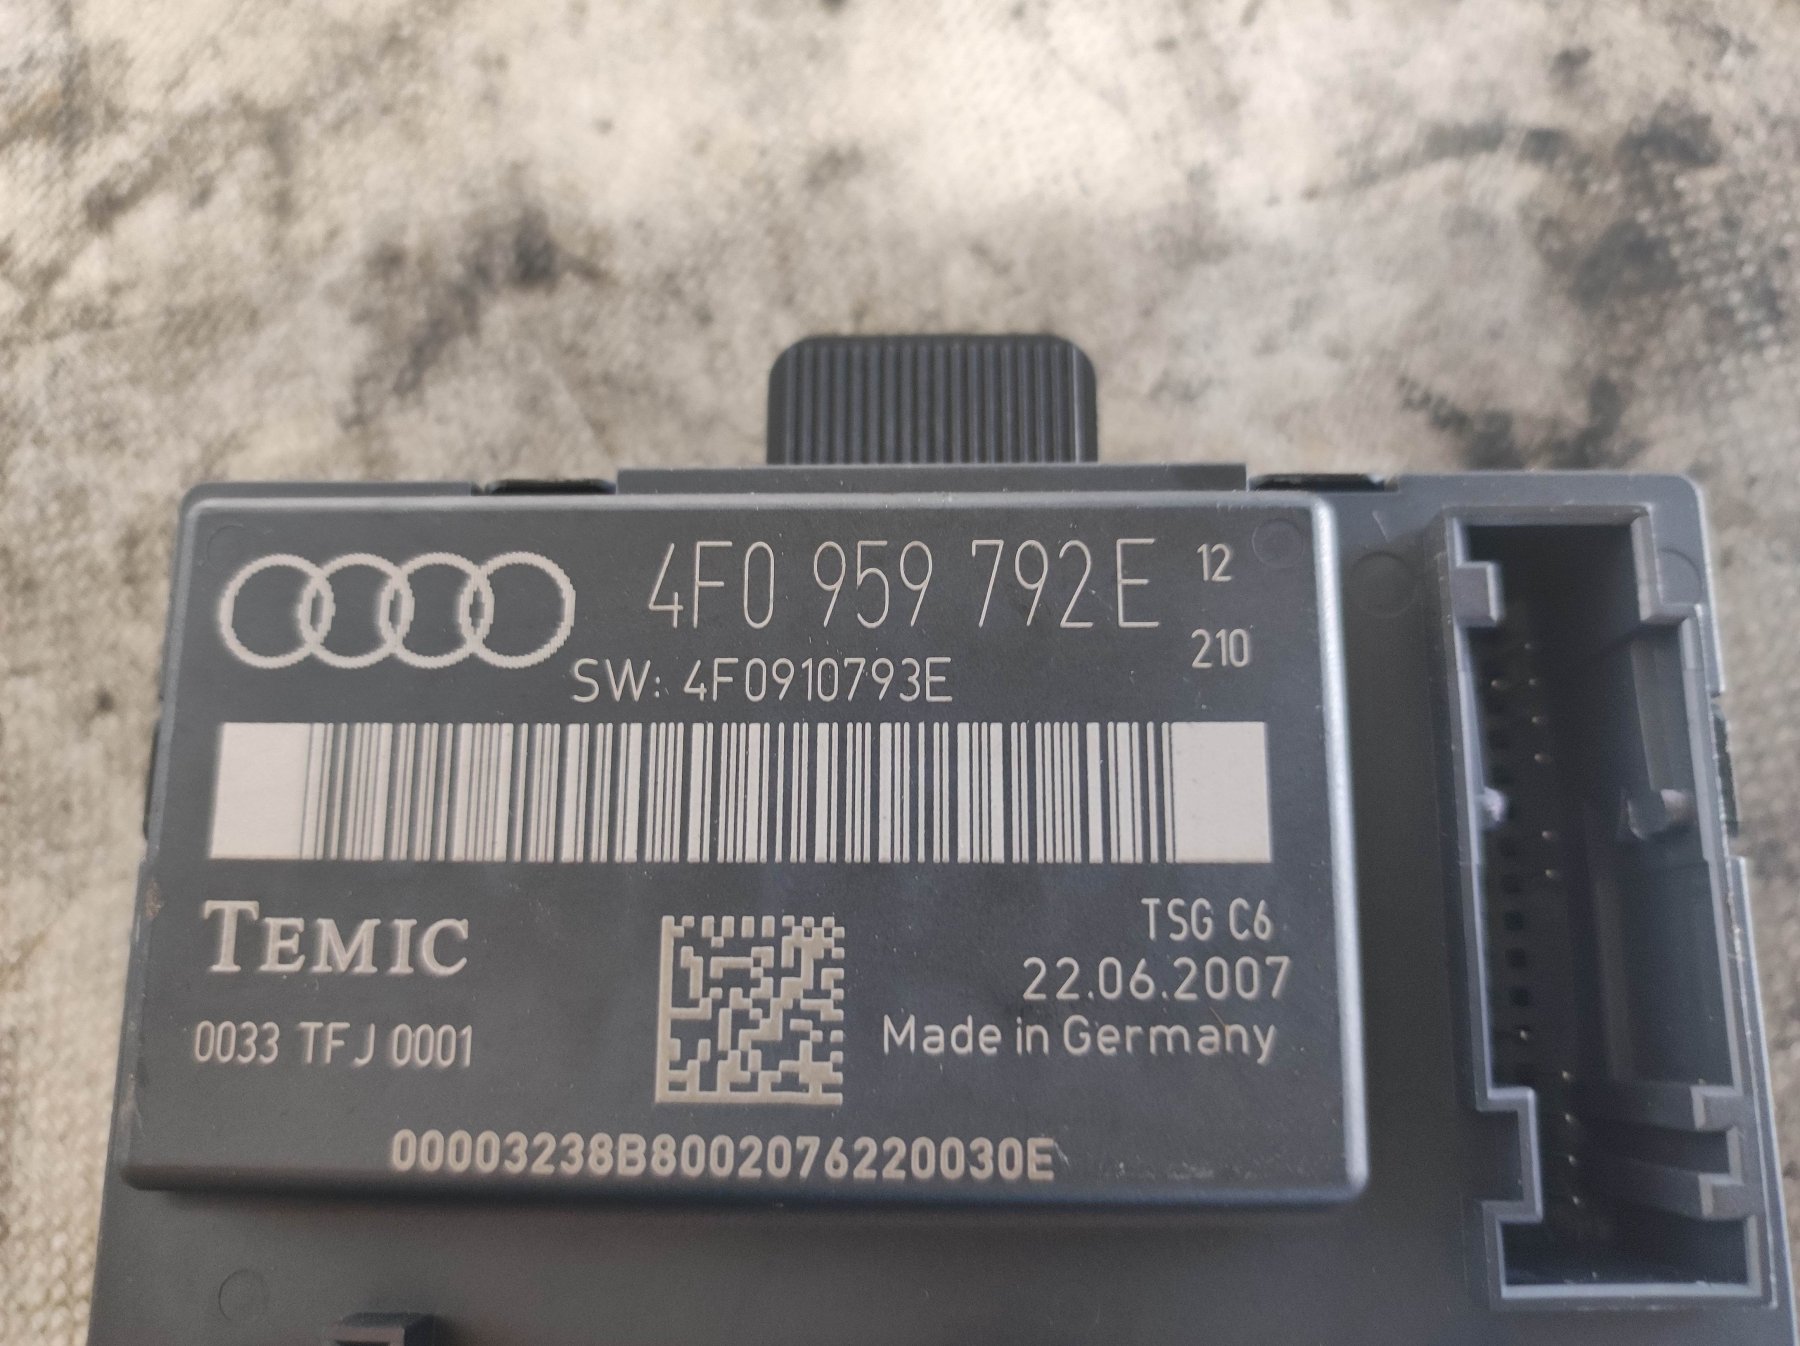 4F0 959 792E 12
210
SW: 4F0910793E
TEMIC
TSG C6
22.06.2007
0033 TFJ 0001
Made in Germany
00003238B8002076220030E